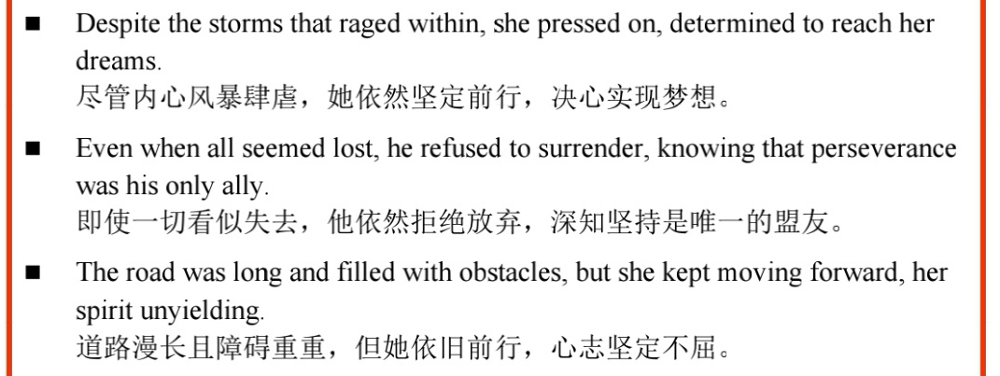 ■ Despite the storms that raged within, she pressed on, determined to reach her
dreams.
尽管内心风暴肆虐，她依然坚定前行，决心实现梦想。
■ Even when all seemed lost, he refused to surrender, knowing that perseverance
was his only ally.
即使一切看似失去，他依然拒绝放弃，深知坚持是唯一的盟友。
■ The road was long and filled with obstacles, but she kept moving forward, her
spirit unyielding.
道路漫长且障碍重重，但她依旧前行，心志坚定不屈。